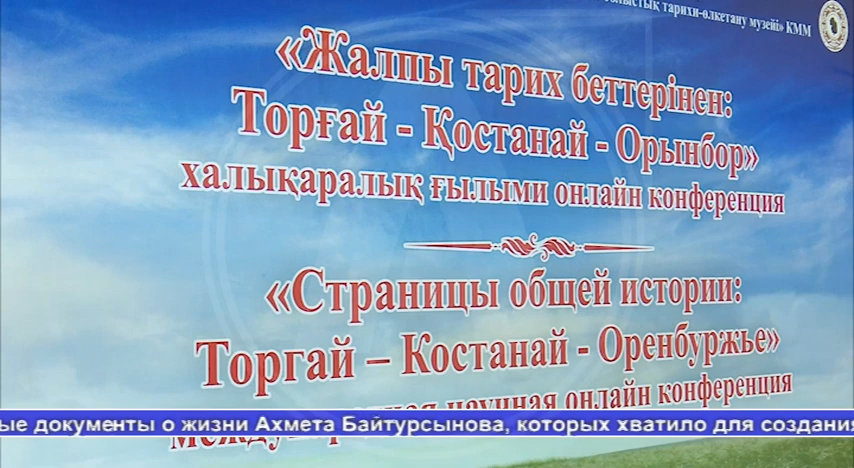 тарихи-өлкетану музейі» КММ
«Жалпы тарих беттерінен:
Торғай - Қостанай - Орынбор»
халықаралық ғылыми онлайн конференция
«Страницы общей истории:
Торгай – Костанай - Оренбуржье»
научная онлайн конференция
ые документы о жизни Ахмета Байтурсынова, которых хватило для создания